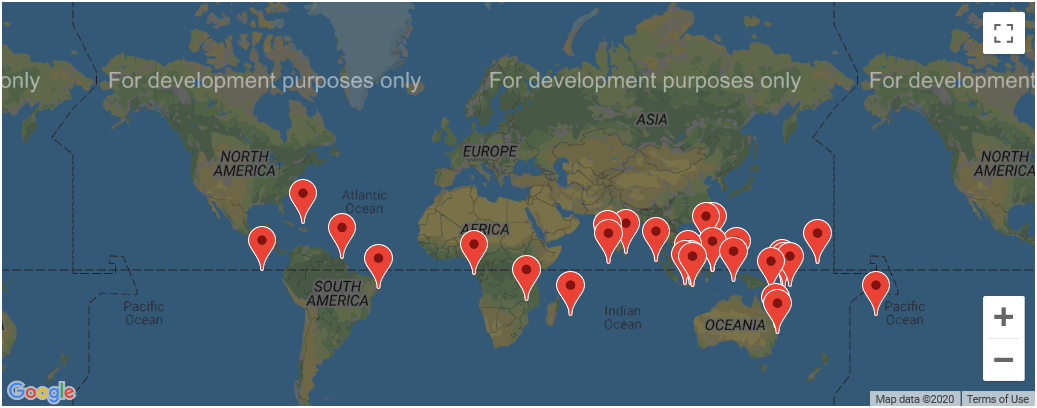 only
For development purposes only
For development purposes only
For development
ASIA
NORTH
AMERICA
EUROPE
NORTH
AMERICA
Atlantic
Ocean
AFRICA
SOUTH
AMERICA
Pacific
Ocean
Indian
Ocean
OCEANIA
Pacific
Ocean
Google
Map data ©2020
Terms of Use